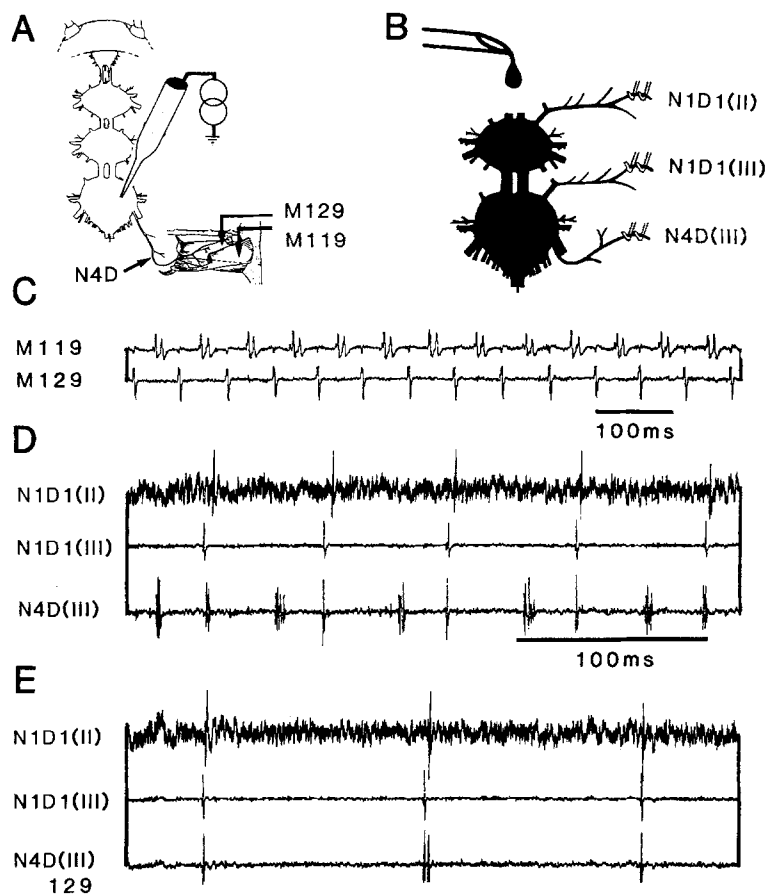 A
B
N1D1(II)
N1D1(III)
N4D(III)
M129
M119
N4D
C
M119
M129
100ms
D
N1D1(II)
N1D1(III)
N4D(III)
100ms
E
N1D1(II)
N1D1(III)
N4D(III)
129